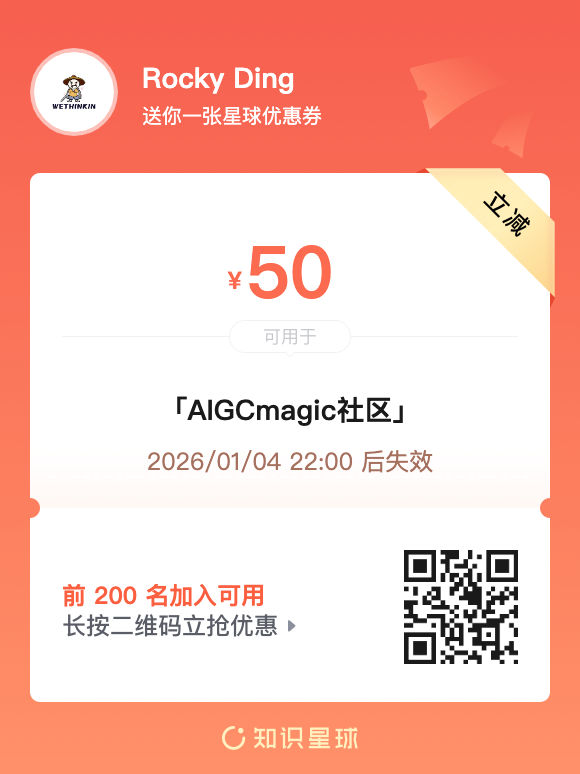 WETHINKIN
Rocky Ding
送你一张星球优惠券
立减
¥50
可用于
「AIGCmagic社区」
2026/01/04 22:00 后失效
前 200 名加入可用
长按二维码立抢优惠
知识星球